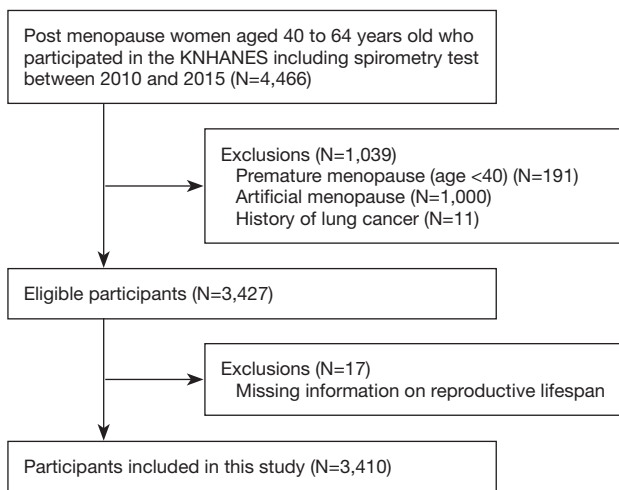 Post menopause women aged 40 to 64 years old who
participated in the KNHANES including spirometry test
between 2010 and 2015 (N=4,466)
Exclusions (N=1,039)
Premature menopause (age <40) (N=191)
Artificial menopause (N=1,000)
History of lung cancer (N=11)
Eligible participants (N=3,427)
Exclusions (N=17)
Missing information on reproductive lifespan
Participants included in this study (N=3,410)